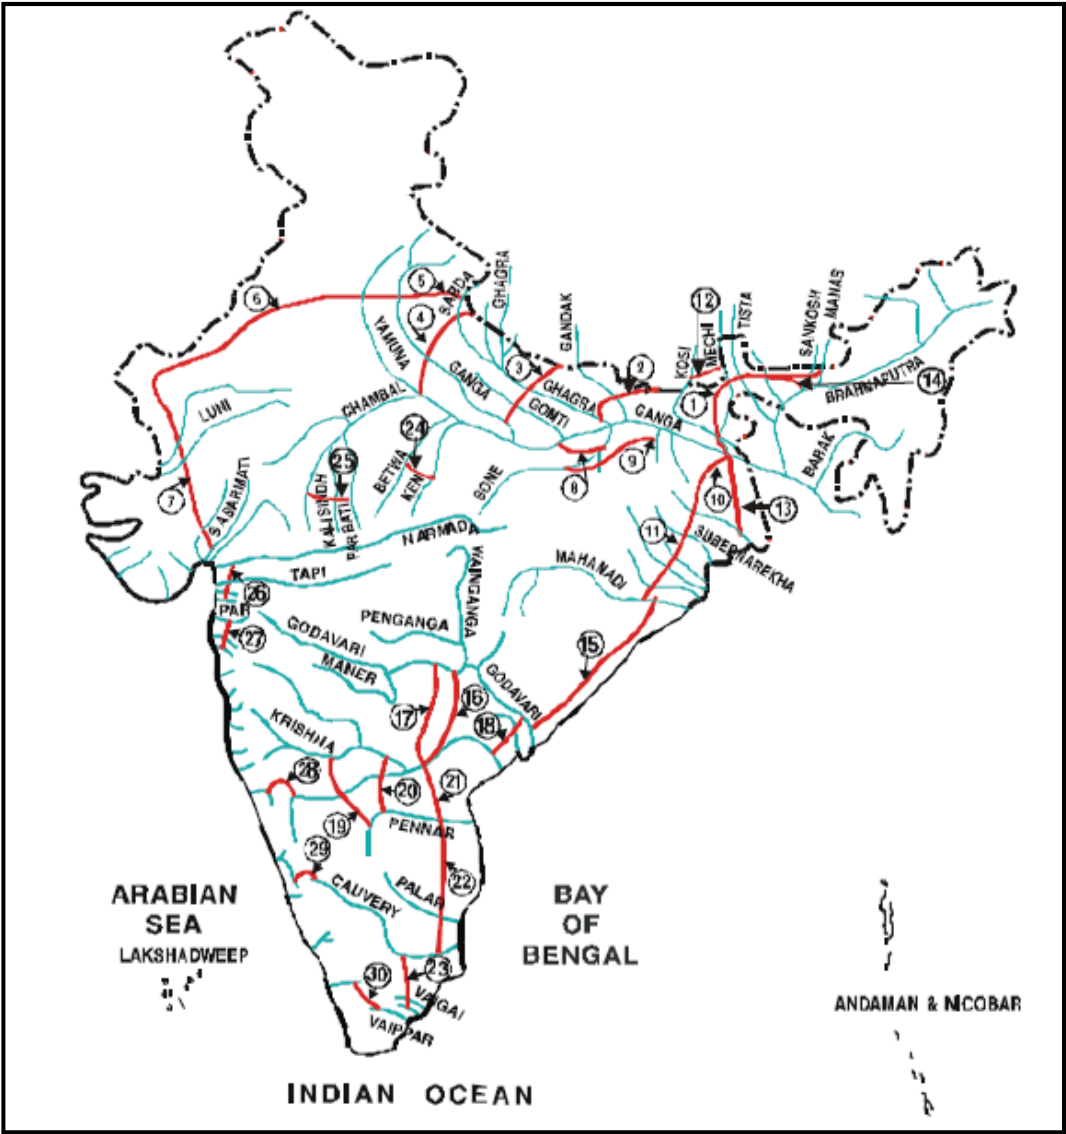 5
SARDA
GHAGRA
6
4
12
TISTA
SANKOSH
MANAS
GANDAK
YAMUNA
3
2
KOSI
MECHI
GANGA
GHAGRA
14
BRAHNAPUTRA
LUNI
CHAMBAL
1
GOMTI
GANGA
24
25
BETWA
KEN
SONE
9
8
BARAK
7
SABARMATI
KALISINDH
PARBATI
10
13
11
SUBERNAREKHA
NARMADA
TAPI
WAINGANGA
MAHANADI
26
PAR
27
PENGANGA
GODAVARI
MANER
15
GODAVARI
16
17
18
KRISHNA
28
20
21
19
PENNAR
29
CAUVERY
PALAR
22
ARABIAN
SEA
LAKSHADWEEP
BAY
OF
BENGAL
23
30
VAIGAI
VAIPPAR
ANDAMAN & NICOBAR
INDIAN OCEAN